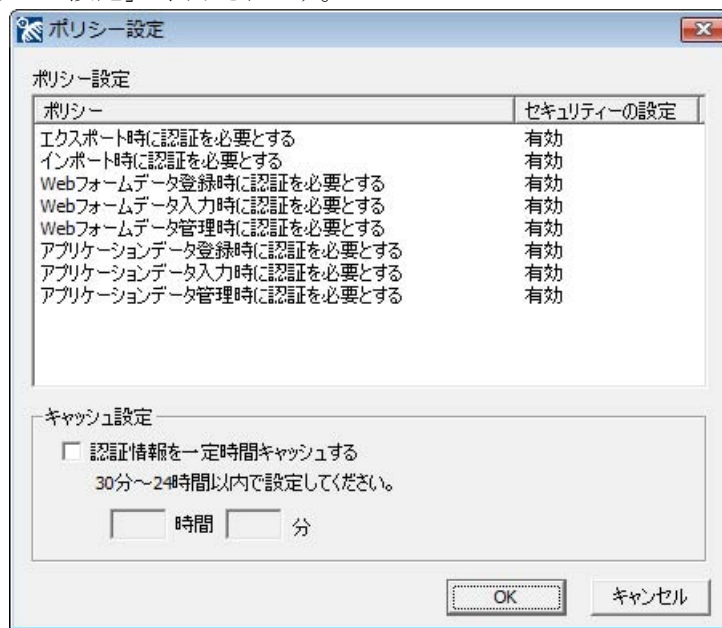 ポリシー設定
ポリシー設定
ポリシー セキュリティーの設定
エクスポート時に認証を必要とする 有効
インポート時に認証を必要とする 有効
Webフォームデータ登録時に認証を必要とする 有効
Webフォームデータ入力時に認証を必要とする 有効
Webフォームデータ管理時に認証を必要とする 有効
アプリケーションデータ登録時に認証を必要とする 有効
アプリケーションデータ入力時に認証を必要とする 有効
アプリケーションデータ管理時に認証を必要とする 有効
キャッシュ設定
認証情報を一定時間キャッシュする
30分～24時間以内で設定してください。
時間 分
OK キャンセル